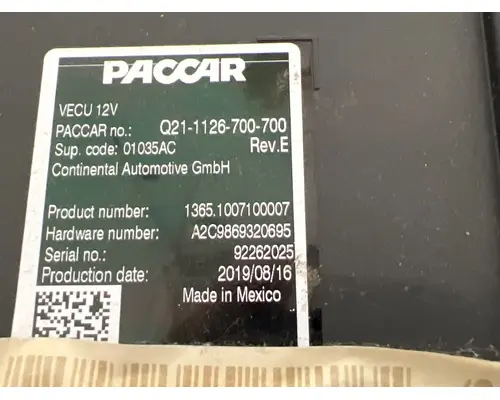 PACCAR
VECU 12V
PACCAR no.: Q21-1126-700-700
Sup. code: 01035AC Rev.E
Continental Automotive GmbH
Product number: 1365.1007100007
Hardware number: A2C9869320695
Serial no.: 92262025
Production date: 2019/08/16
Made in Mexico